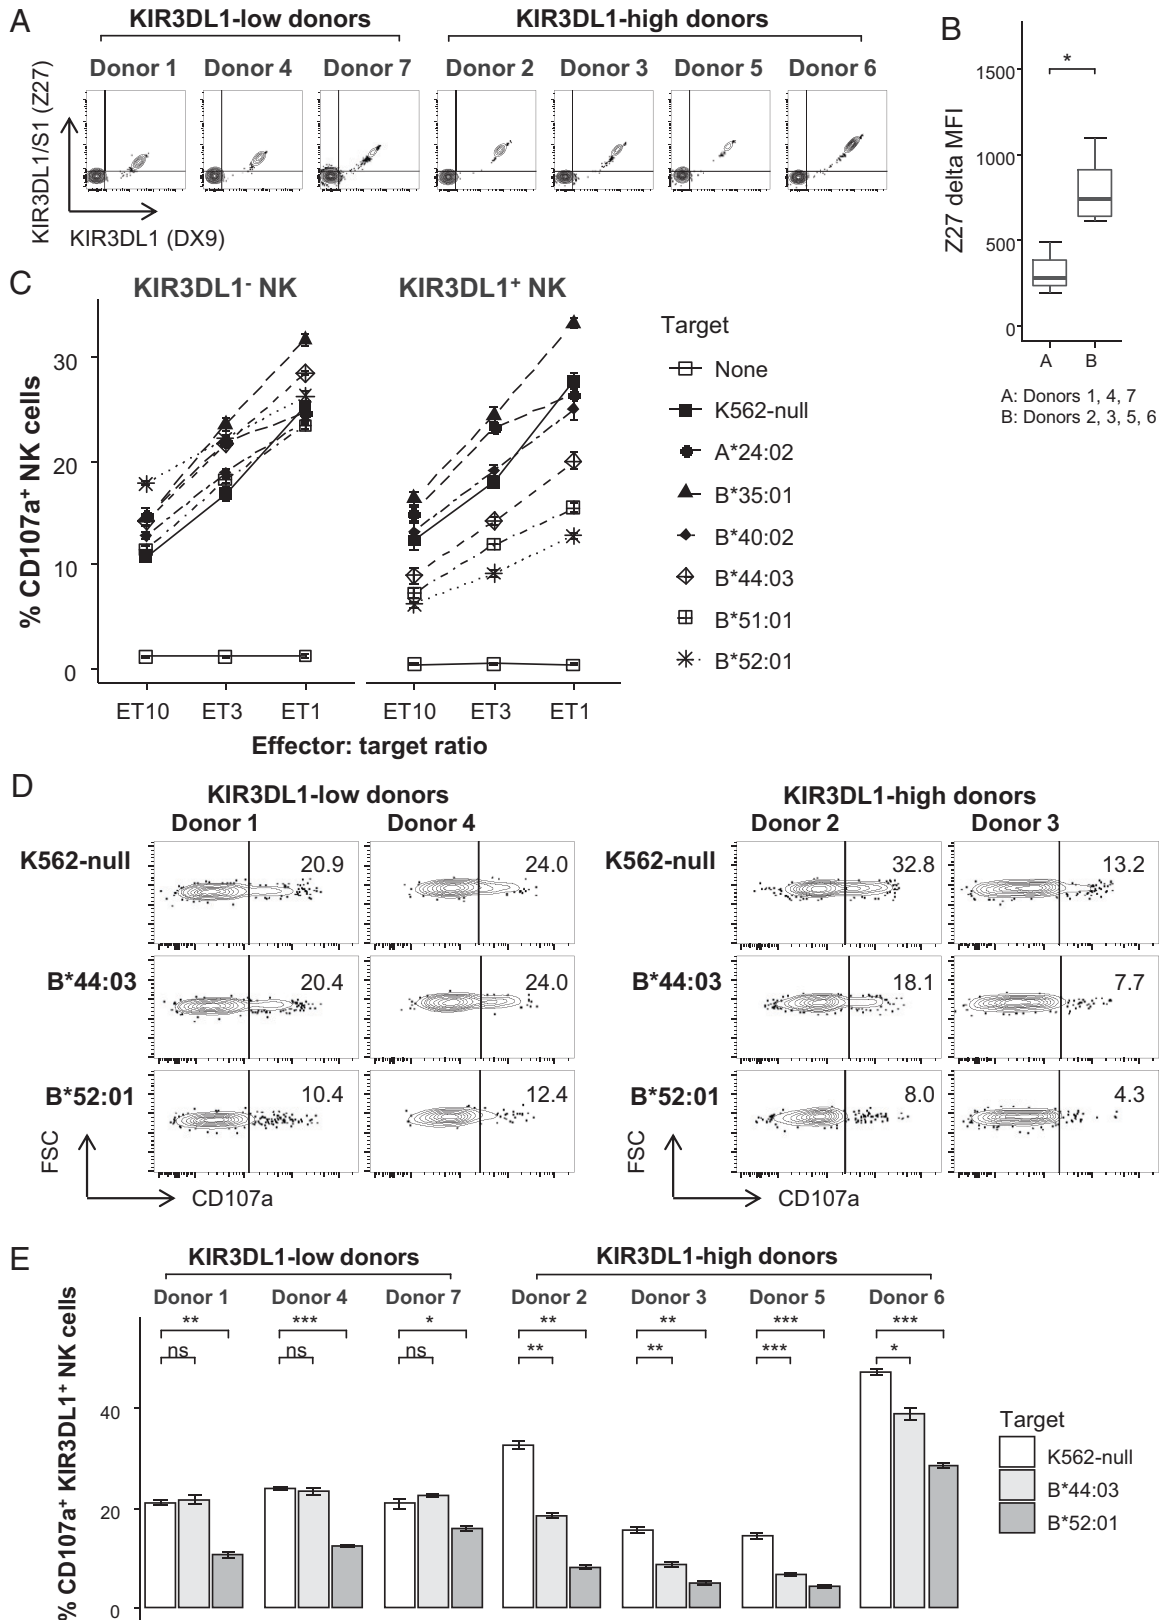 A
KIR3DL1-low donors
KIR3DL1-high donors
Donor 1
Donor 4
Donor 7
Donor 2
Donor 3
Donor 5
Donor 6
KIR3DL1/S1 (Z27)
KIR3DL1 (DX9)
B
Z27 delta MFI
1500
1000
500
0
*
A
B
A: Donors 1, 4, 7
B: Donors 2, 3, 5, 6
C
KIR3DL1- NK
KIR3DL1+ NK
% CD107a+ NK cells
30
20
10
0
ET10
ET3
ET1
ET10
ET3
ET1
Effector: target ratio
Target
None
K562-null
A*24:02
B*35:01
B*40:02
B*44:03
B*51:01
B*52:01
D
KIR3DL1-low donors
KIR3DL1-high donors
Donor 1
Donor 4
Donor 2
Donor 3
K562-null
20.9
24.0
K562-null
32.8
13.2
B*44:03
20.4
24.0
B*44:03
18.1
7.7
B*52:01
10.4
12.4
B*52:01
8.0
4.3
FSC
CD107a
FSC
CD107a
E
KIR3DL1-low donors
KIR3DL1-high donors
Donor 1
Donor 4
Donor 7
Donor 2
Donor 3
Donor 5
Donor 6
**
***
*
**
**
***
***
ns
ns
ns
**
**
***
*
% CD107a+ KIR3DL1+ NK cells
40
20
0
Target
K562-null
B*44:03
B*52:01